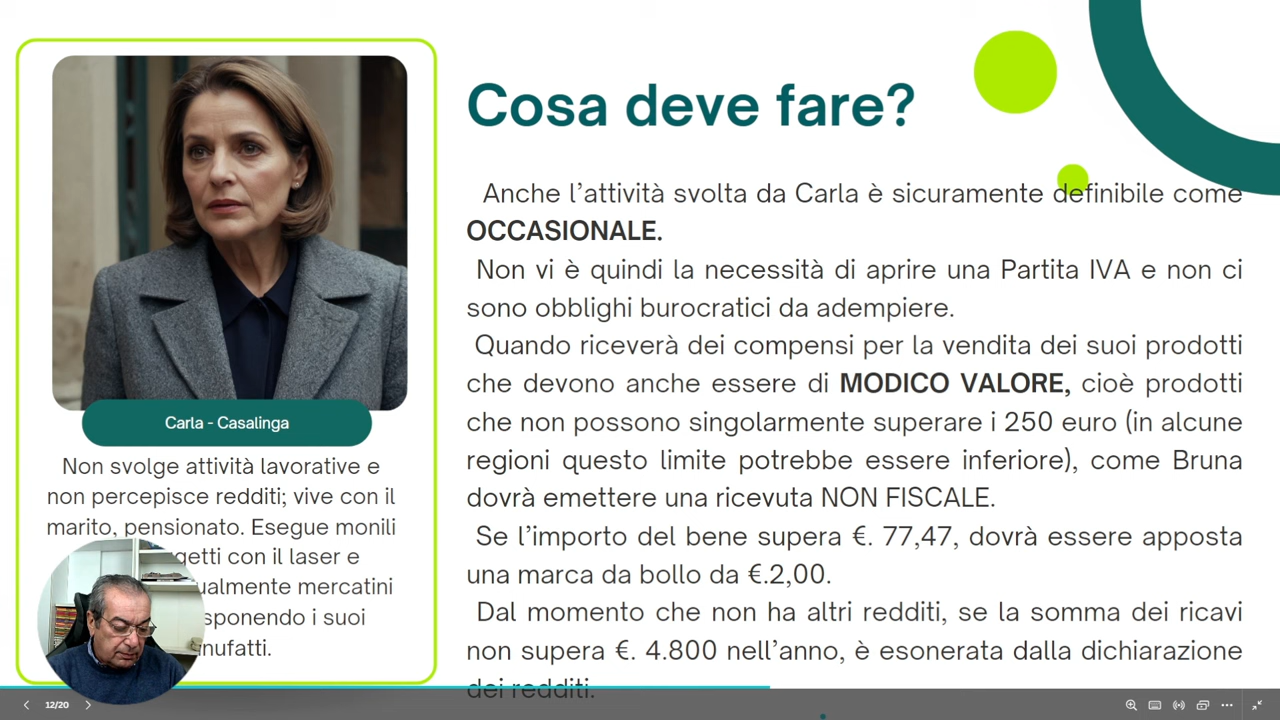 Cosa deve fare?
Anche l’attività svolta da Carla è sicuramente definibile come
OCCASIONALE.
Non vi è quindi la necessità di aprire una Partita IVA e non ci
sono obblighi burocratici da adempiere.
Quando riceverà dei compensi per la vendita dei suoi prodotti
che devono anche essere di MODICO VALORE, cioè prodotti
che non possono singolarmente superare i 250 euro (in alcune
regioni questo limite potrebbe essere inferiore), come Bruna
dovrà emettere una ricevuta NON FISCALE.
Se l’importo del bene supera €. 77,47, dovrà essere apposta
una marca da bollo da €.2,00.
Dal momento che non ha altri redditi, se la somma dei ricavi
non supera €. 4.800 nell’anno, è esonerata dalla dichiarazione
dei redditi.
Carla - Casalinga
Non svolge attività lavorative e
non percepisce redditi; vive con il
marito, pensionato. Esegue monili
con il laser e
mercatini
i suoi
12/20